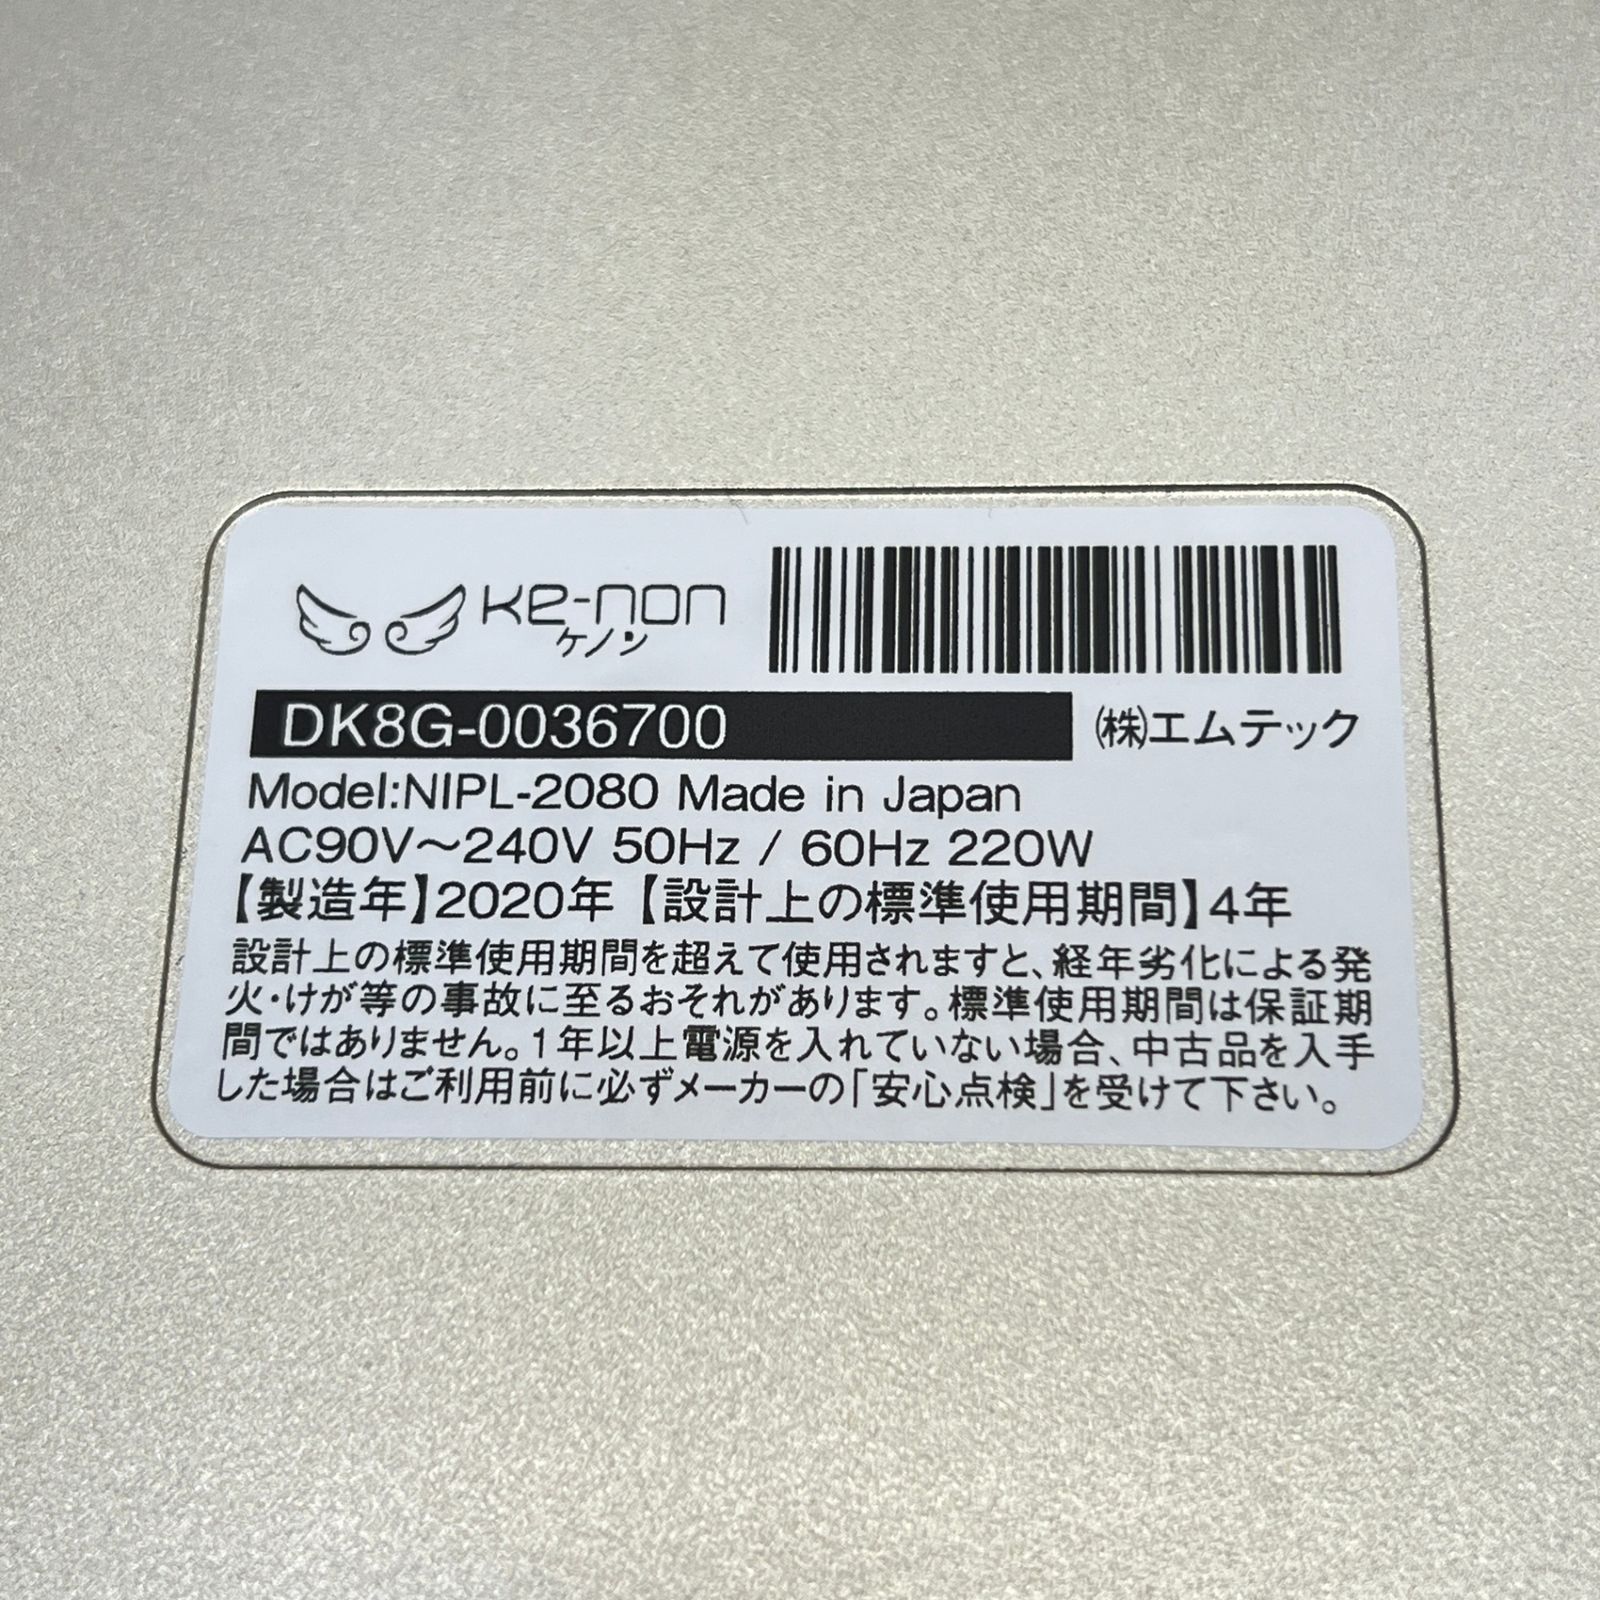 ke-non
ケノン
DK8G-0036700
㈱エムテック
Model:NIPL-2080 Made in Japan
AC90V～240V 50Hz / 60Hz 220W
【製造年】2020年【設計上の標準使用期間】4年
設計上の標準使用期間を超えて使用されますと、経年劣化による発
火・けが等の事故に至るおそれがあります。標準使用期間は保証期
間ではありません。1年以上電源を入れていない場合、中古品を入手
した場合はご利用前に必ずメーカーの「安心点検」を受けて下さい。